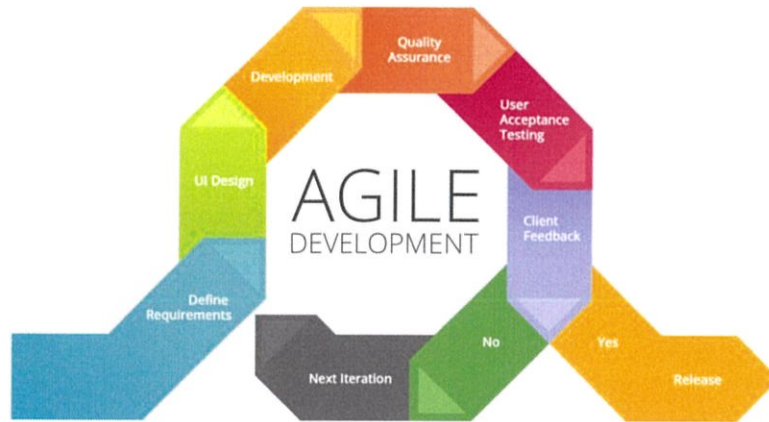 Define
Requirements
UI Design
Development
Quality
Assurance
User
Acceptance
Testing
Client
Feedback
AGILE
DEVELOPMENT
No
Next Iteration
Yes
Release